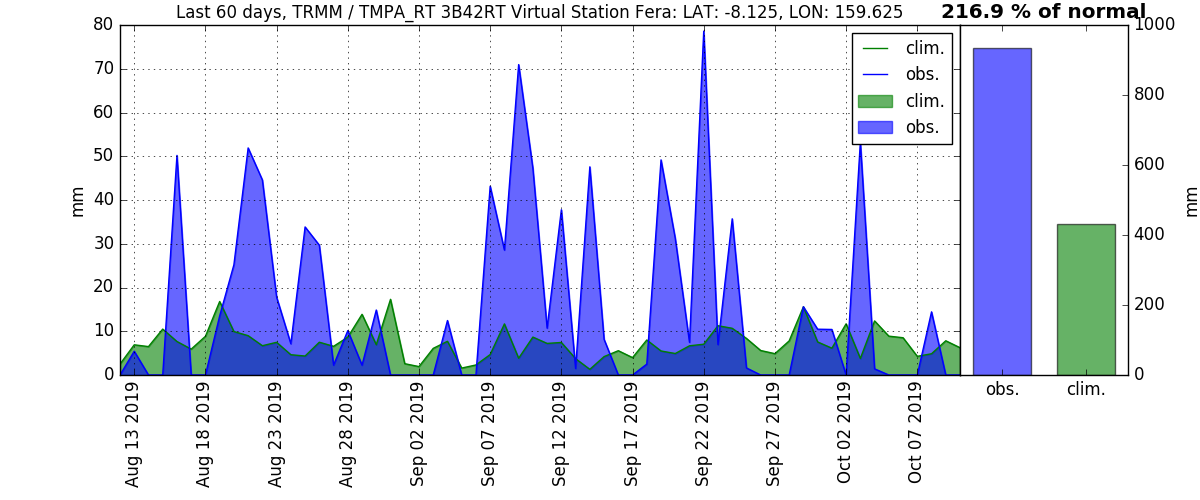 Last 60 days, TRMM / TMPA_RT 3B42RT Virtual Station Fera: LAT: -8.125, LON: 159.625
216.9 % of normal
80
70
60
50
40
30
20
10
0
mm
clim.
obs.
clim.
obs.
1000
800
600
400
200
0
mm
Aug 13 2019
Aug 18 2019
Aug 23 2019
Aug 28 2019
Sep 02 2019
Sep 07 2019
Sep 12 2019
Sep 17 2019
Sep 22 2019
Sep 27 2019
Oct 02 2019
Oct 07 2019
obs.
clim.